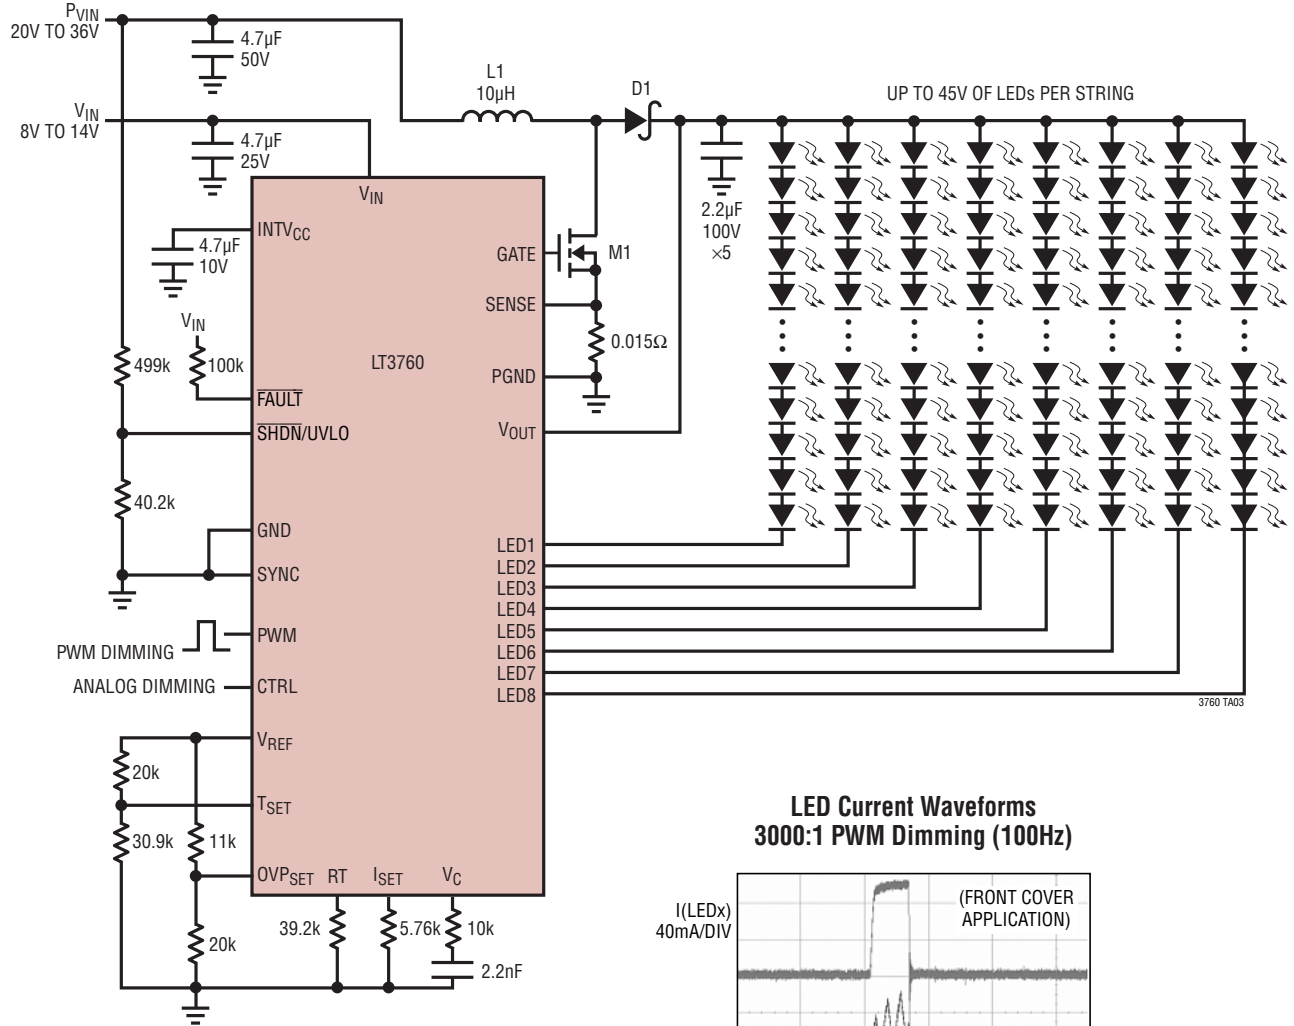 PVIN
20V TO 36V
4.7µF
50V
L1
10µH
D1
UP TO 45V OF LEDs PER STRING
VIN
8V TO 14V
4.7µF
25V
VIN
2.2µF
100V
×5
INTVCC
4.7µF
10V
GATE
M1
SENSE
VIN
0.015Ω
LT3760
499k
100k
PGND
FAULT
SHDN/UVLO
VOUT
40.2k
GND
LED1
LED2
SYNC
LED3
LED4
LED5
PWM
PWM DIMMING
LED6
LED7
ANALOG DIMMING
CTRL
LED8
3760 TA03
VREF
20k
TSET
30.9k
11k
OVPSET
RT
ISET
VC
39.2k
5.76k
10k
20k
2.2nF
LED Current Waveforms
3000:1 PWM Dimming (100Hz)
I(LEDx)
40mA/DIV
(FRONT COVER
APPLICATION)